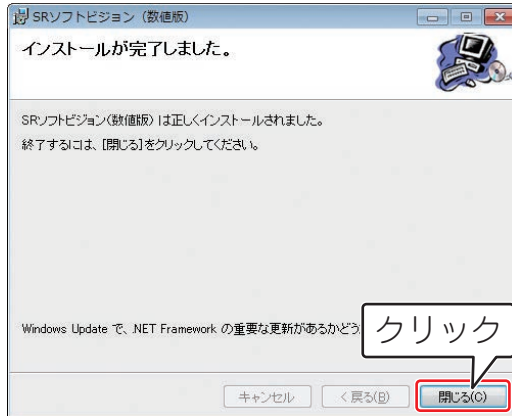 SRソフトビジョン（数値版）
インストールが完了しました。
SRソフトビジョン(数値版) は正しくインストールされました。
終了するには、[閉じる]をクリックしてください。
Windows Update で、.NET Framework の重要な更新があるかどう
クリック
キャンセル
< 戻る(B)
閉じる(C)